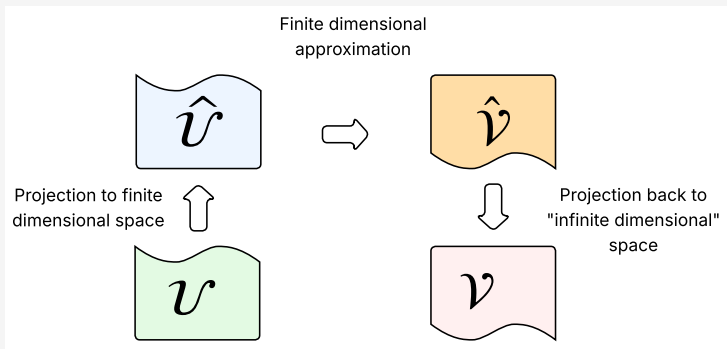 Finite dimensional
approximation
𝒰̂
𝒱̂
Projection to finite
dimensional space
Projection back to
"infinite dimensional"
space
𝒰
𝒱